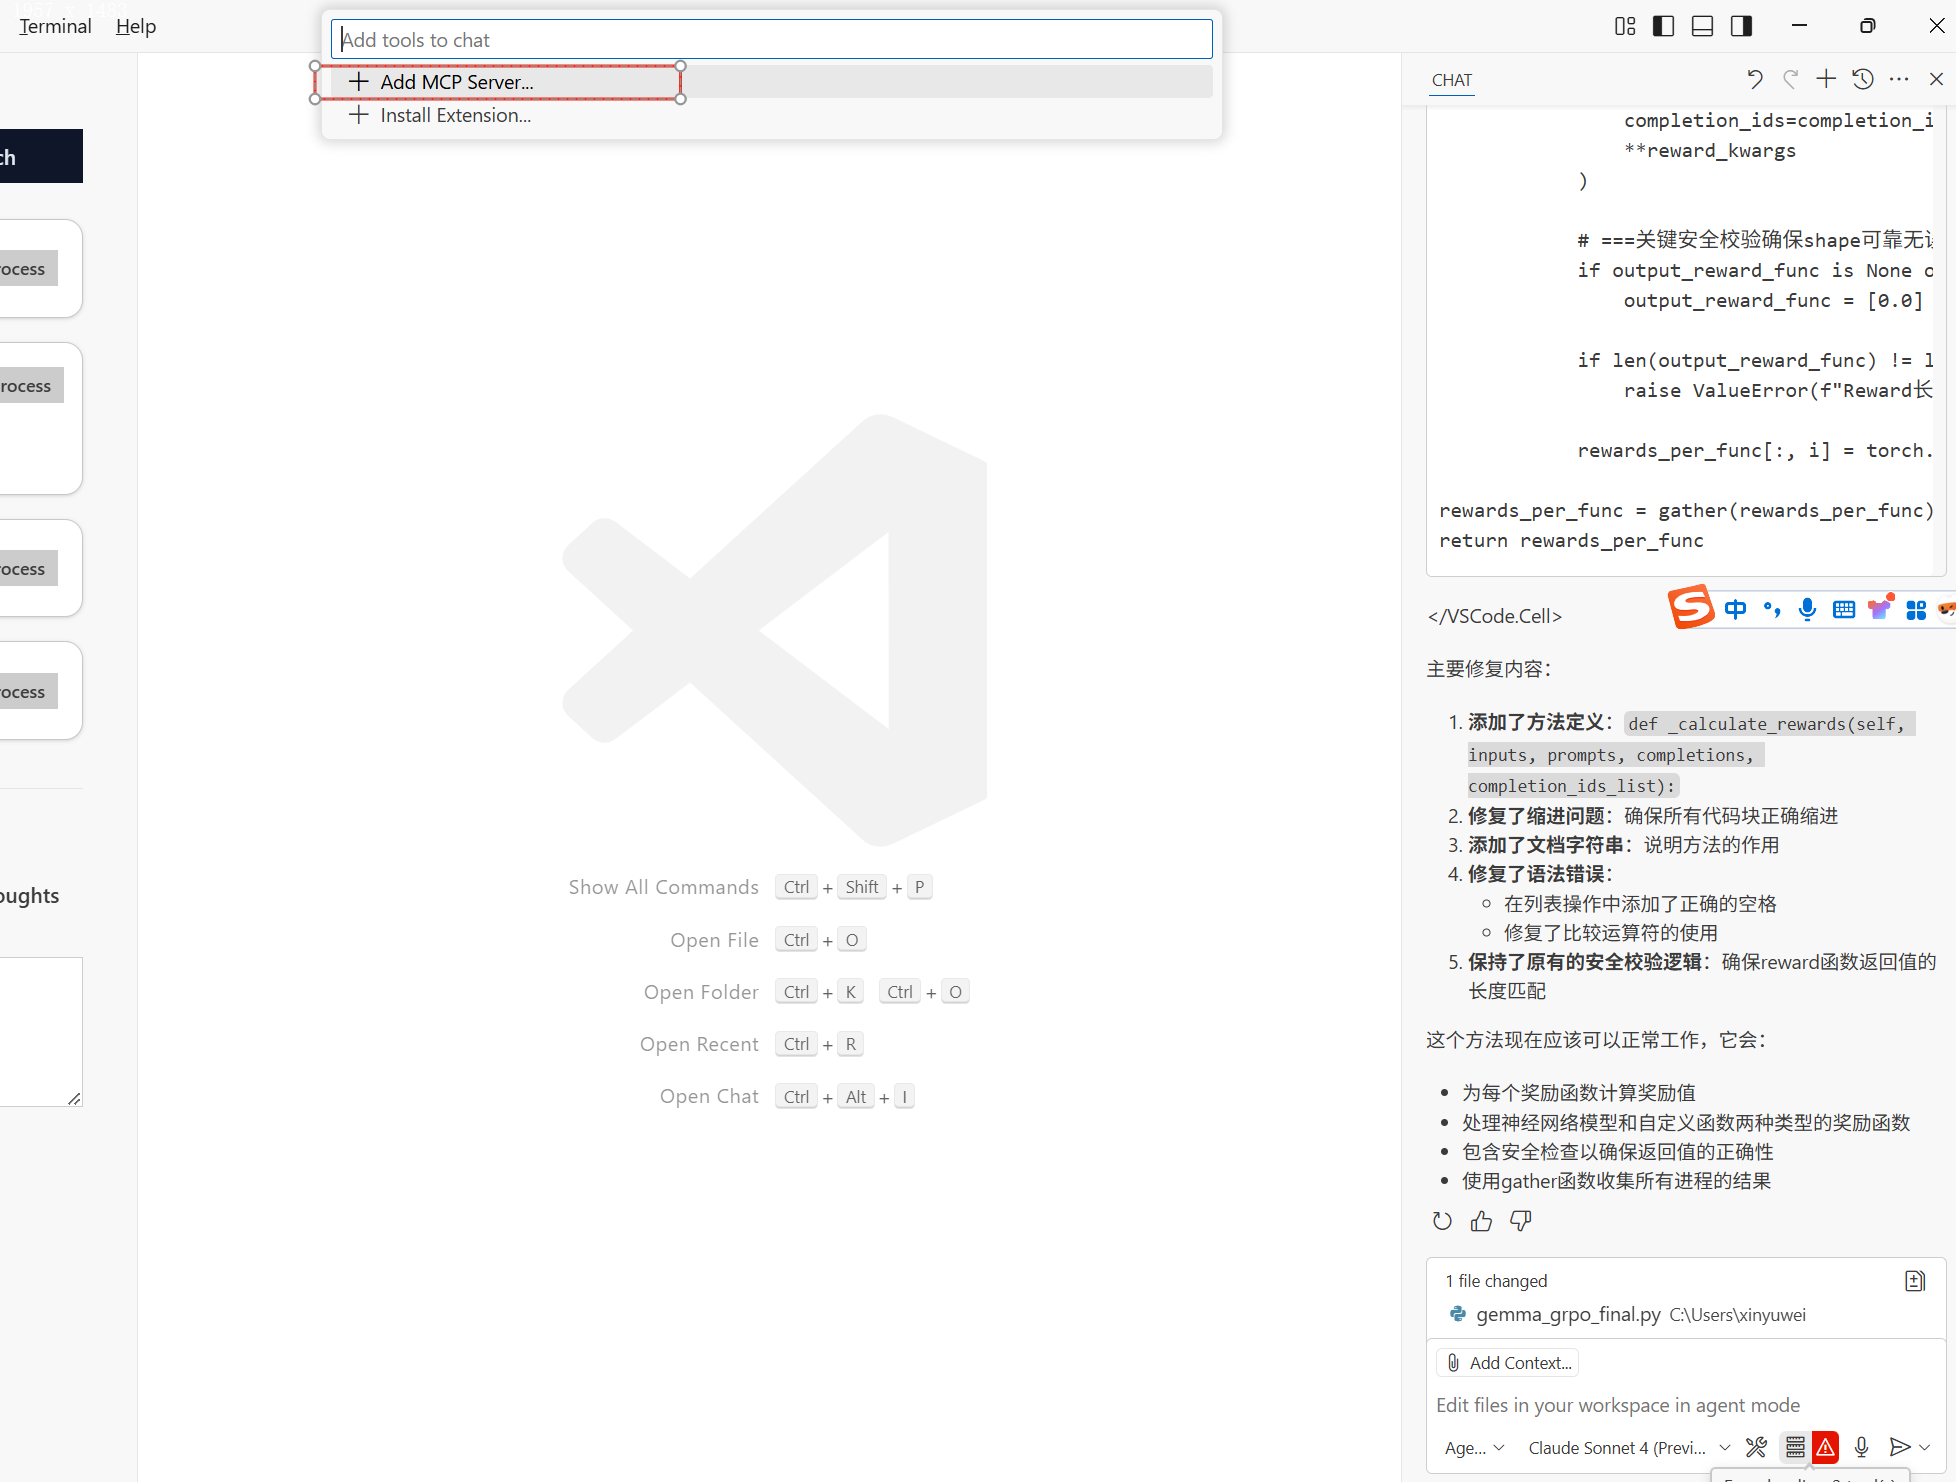 Terminal Help
Add tools to chat
Add MCP Server...
Install Extension...
ch
ocess
rocess
ocess
ocess
oughts
Show All Commands Ctrl + Shift + P
Open File Ctrl + O
Open Folder Ctrl + K Ctrl + O
Open Recent Ctrl + R
Open Chat Ctrl + Alt + I
CHAT
completion_ids=completion_i
**reward_kwargs
)
# ===关键安全校验确保shape可靠无
if output_reward_func is None o
output_reward_func = [0.0]
if len(output_reward_func) != l
raise ValueError(f"Reward长
rewards_per_func[:, i] = torch.
rewards_per_func = gather(rewards_per_func)
return rewards_per_func
</VSCode.Cell>
中
主要修复内容：
1. 添加了方法定义：def _calculate_rewards(self,
inputs, prompts, completions,
completion_ids_list):
2. 修复了缩进问题：确保所有代码块正确缩进
3. 添加了文档字符串：说明方法的作用
4. 修复了语法错误：
在列表操作中添加了正确的空格
修复了比较运算符的使用
5. 保持了原有的安全校验逻辑：确保reward函数返回值的
长度匹配
这个方法现在应该可以正常工作，它会：
为每个奖励函数计算奖励值
处理神经网络模型和自定义函数两种类型的奖励函数
包含安全检查以确保返回值的正确性
使用gather函数收集所有进程的结果
1 file changed
gemma_grpo_final.py C:\Users\xinyuwei
Add Context...
Edit files in your workspace in agent mode
Age... Claude Sonnet 4 (Previ...